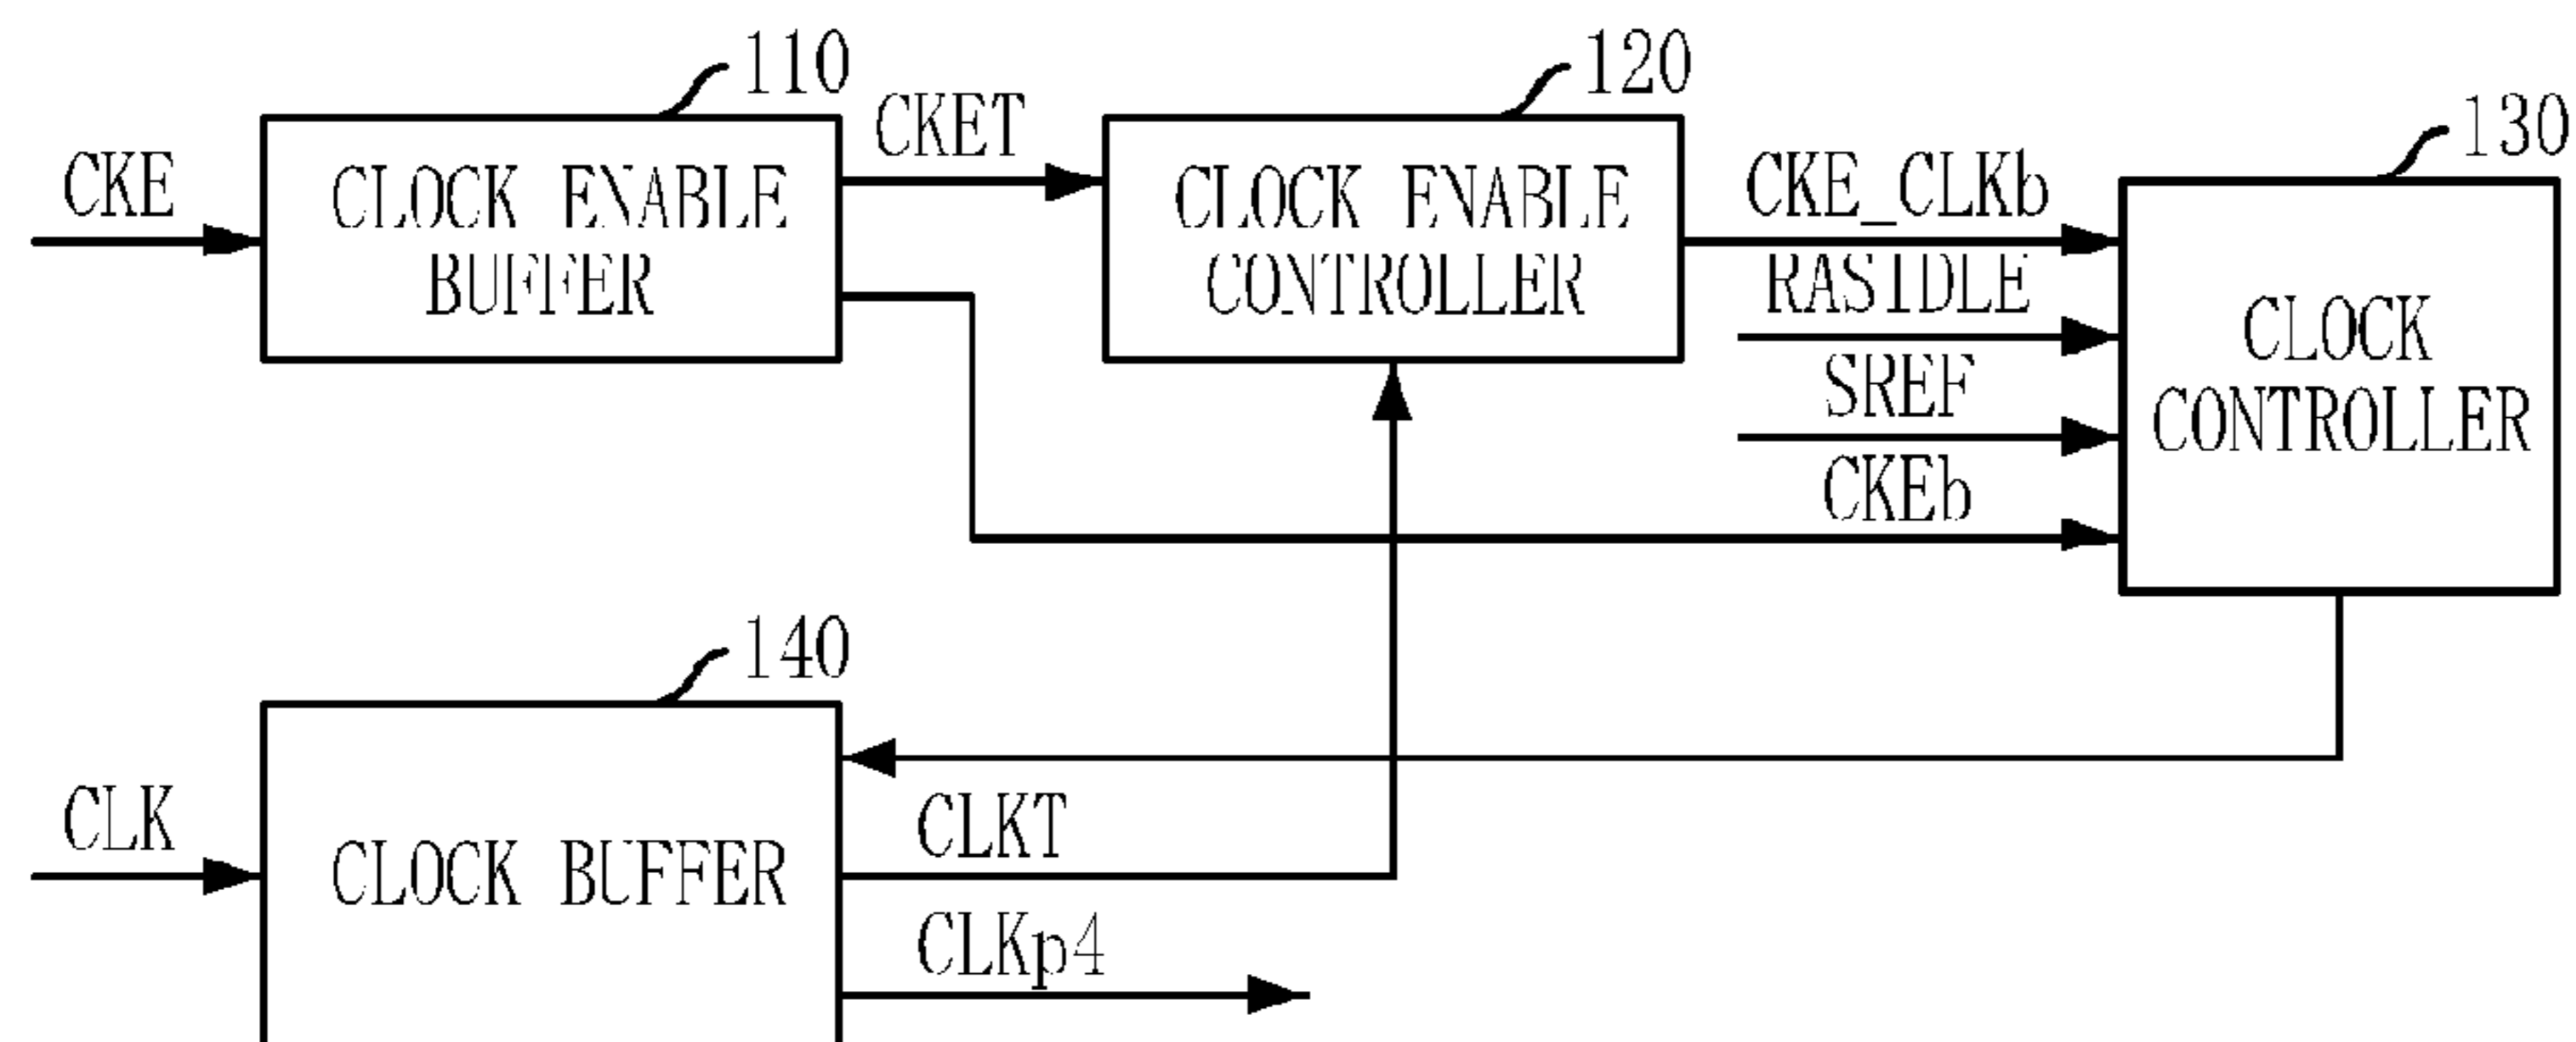 110
120
130
CKE
CLOCK ENABLE
BUFFER
CKET
CLOCK ENABLE
CONTROLLER
CKE_CLKb
RASIDLE
SREF
CKEb
CLOCK
CONTROLLER
140
CLK
CLOCK BUFFER
CLKT
CLKp4